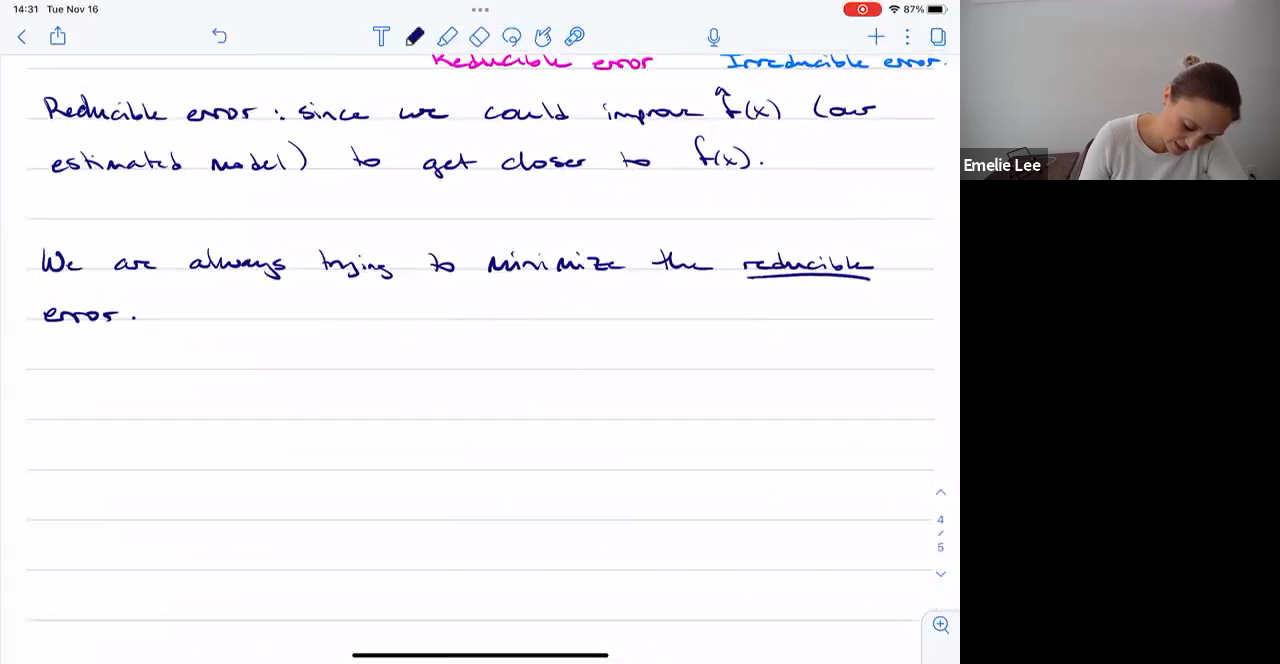 14:31 Tue Nov 16
87%
Reducible error Irreducible error.
Reducible error : since we could improve f̂(x) (our
estimated model) to get closer to f(x).
We are always trying to minimize the reducible
error.
4
/
5
T
Emelie Lee